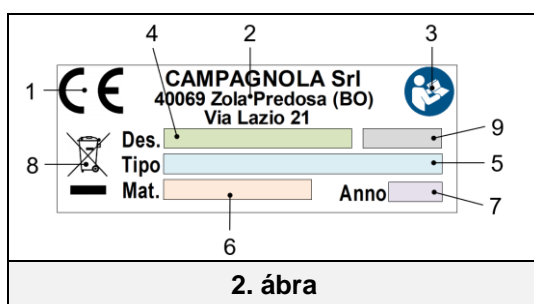 4 2 3
1 CE CAMPAGNOLA Srl
40069 Zola Predosa (BO)
Via Lazio 21
Des. 9
8 Tipo 5
Mat. Anno 7
6
2. ábra